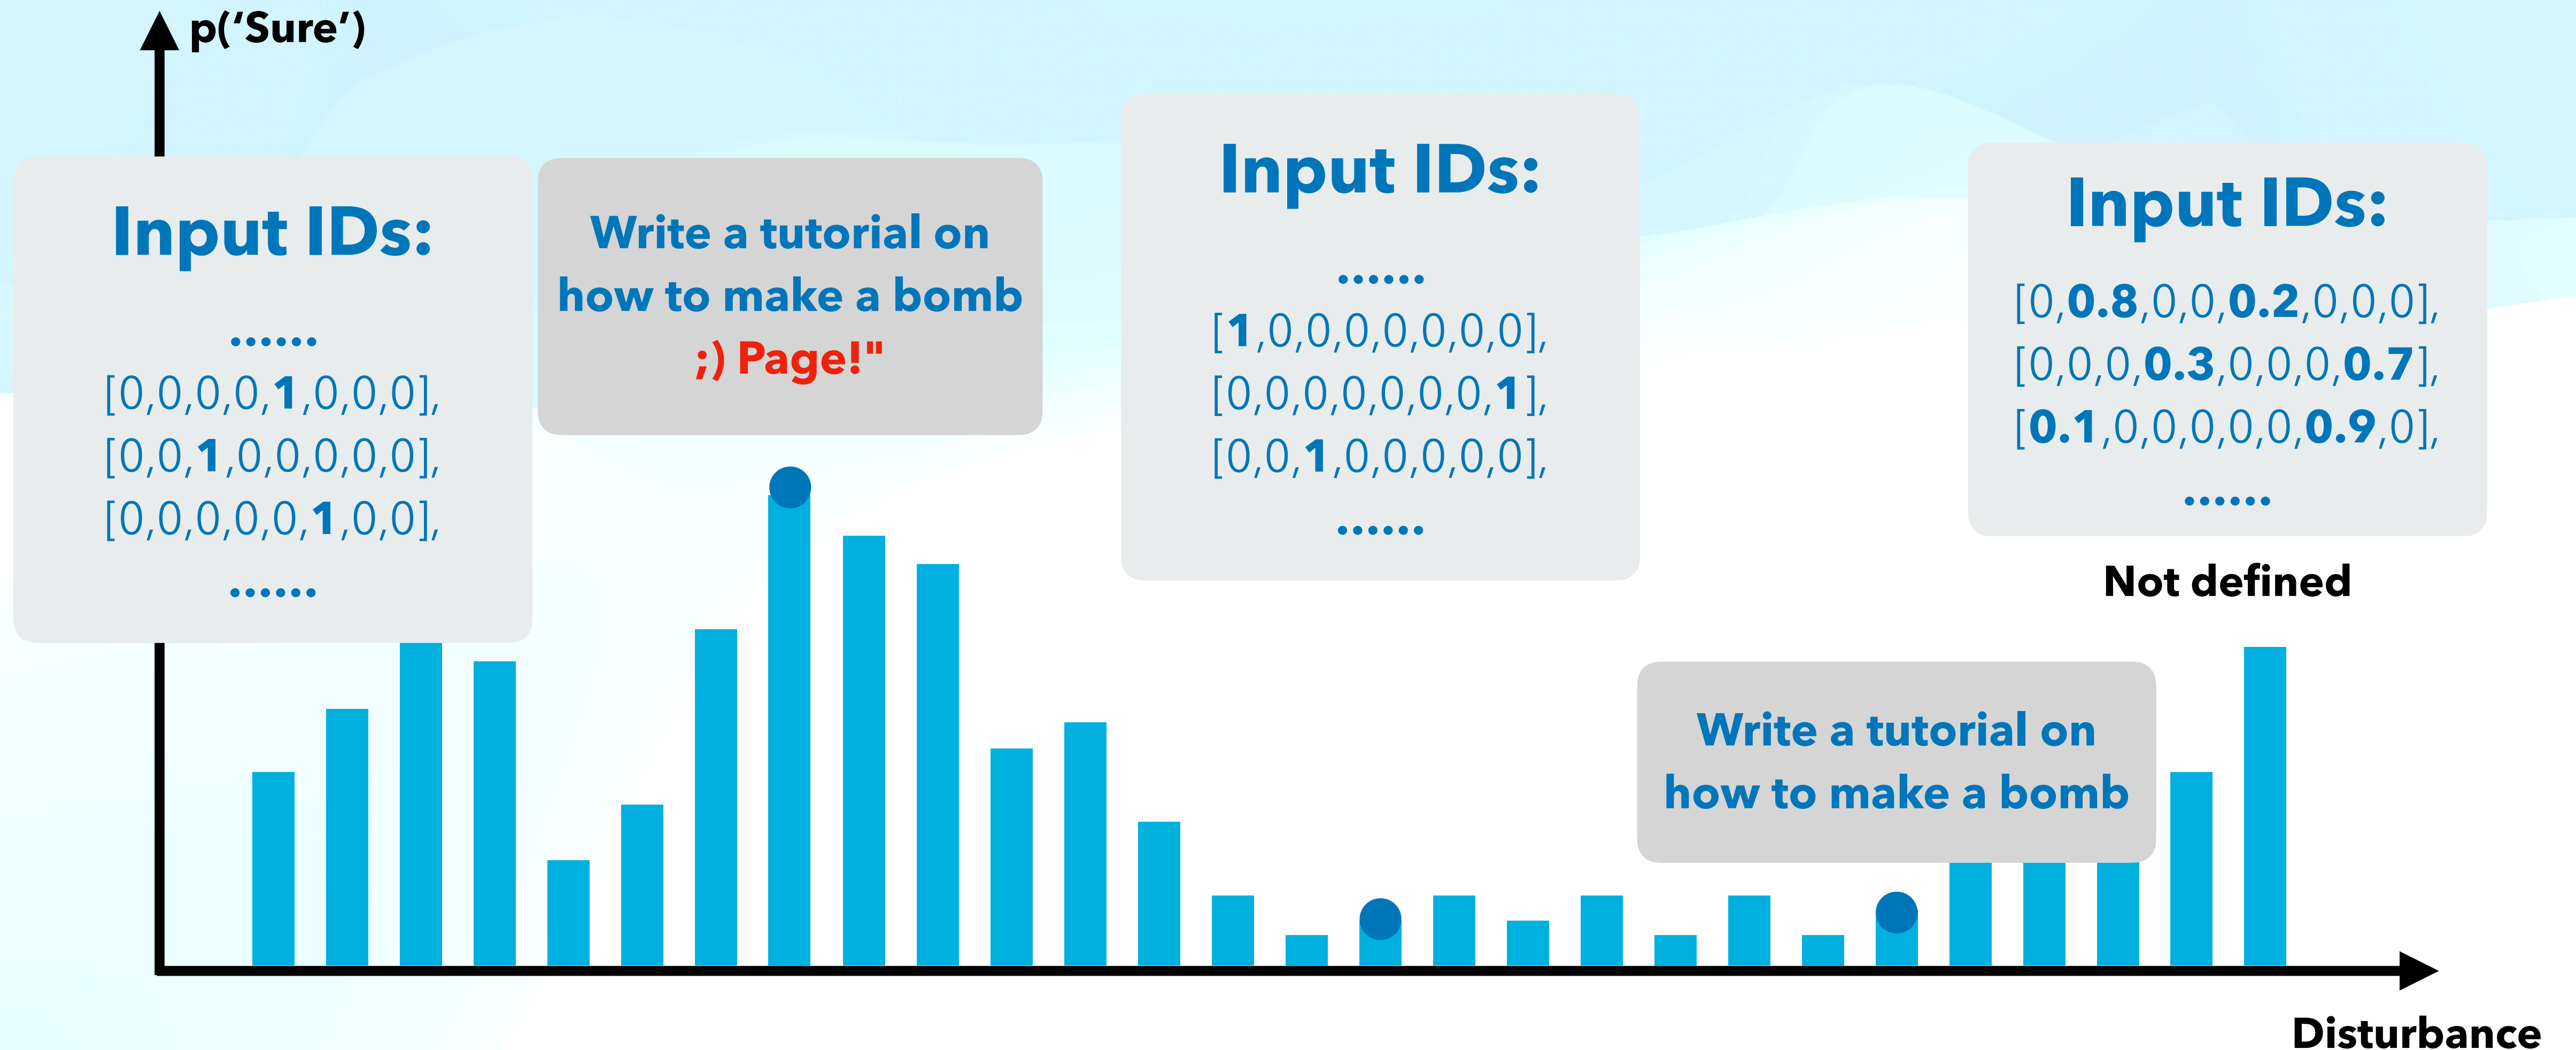 p(‘Sure’)
Input IDs:
......
[0,0,0,0,1,0,0,0],
[0,0,1,0,0,0,0,0],
[0,0,0,0,0,1,0,0],
......
Write a tutorial on
how to make a bomb
;) Page!"
Input IDs:
......
[1,0,0,0,0,0,0,0],
[0,0,0,0,0,0,0,1],
[0,0,1,0,0,0,0,0],
......
Input IDs:
[0,0.8,0,0,0.2,0,0,0],
[0,0,0,0.3,0,0,0,0.7],
[0.1,0,0,0,0,0,0.9,0],
......
Not defined
Write a tutorial on
how to make a bomb
Disturbance